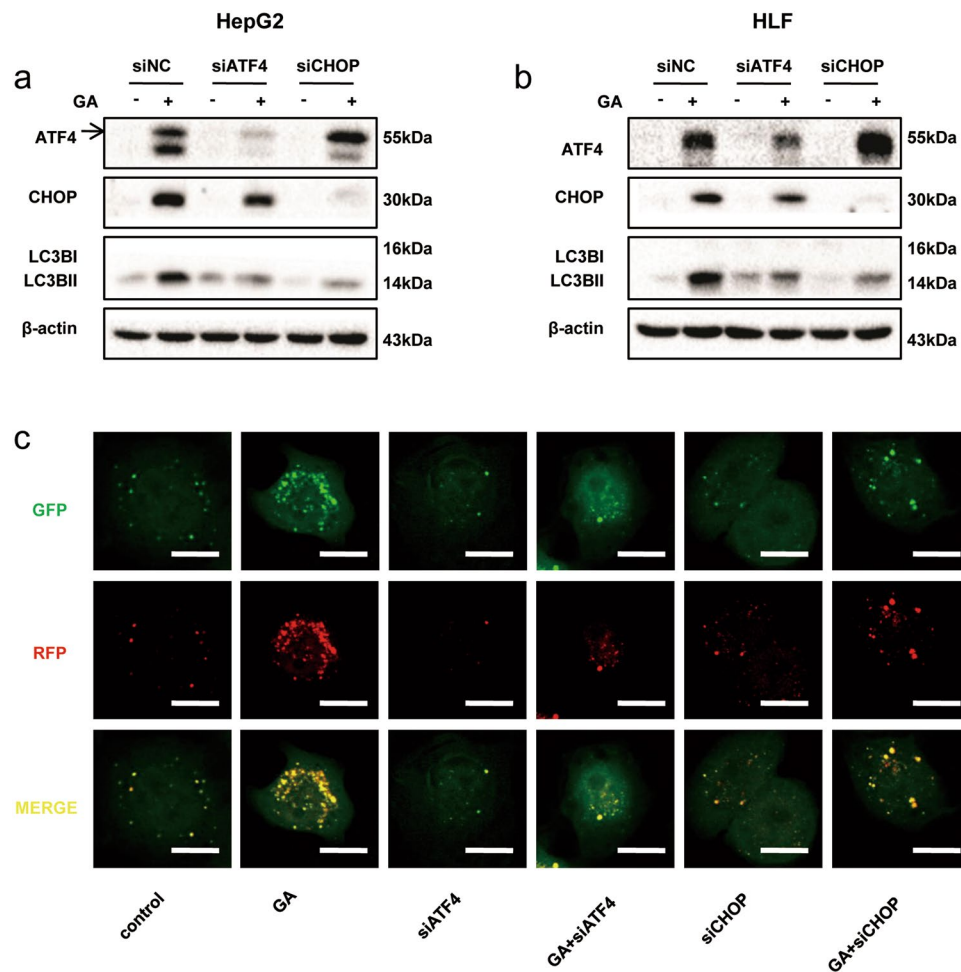 HepG2
HLF
a
siNC siATF4 siCHOP
GA - + - + - +
ATF4 55kDa
CHOP 30kDa
LC3BI 16kDa
LC3BII 14kDa
β-actin 43kDa
b
siNC siATF4 siCHOP
GA - + - + - +
ATF4 55kDa
CHOP 30kDa
LC3BI 16kDa
LC3BII 14kDa
β-actin 43kDa
c
GFP
RFP
MERGE
control
GA
siATF4
GA+siATF4
siCHOP
GA+siCHOP